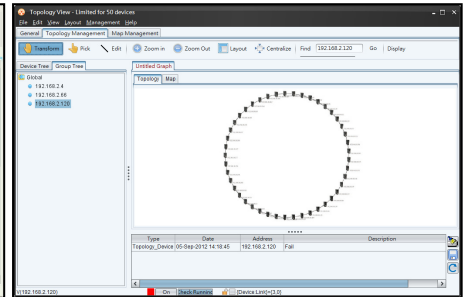 Topology View - Limited for 50 devices
File Edit View Layout Management Help
General Topology Management Map Management
Transform Pick Edit Zoom in Zoom Out Layout Centralize Find 192.168.2.120 Go Display
Device Tree Group Tree Untitled Graph
Topology Map
Global
192.169.2.4
192.168.2.66
192.168.2.120
Type Date Address Description
Topology_Device 05-Sep-2012 14:18:45 192.168.2.120 Fail
V(192.168.2.120) On Check Running [Device:Link]=[3,0]